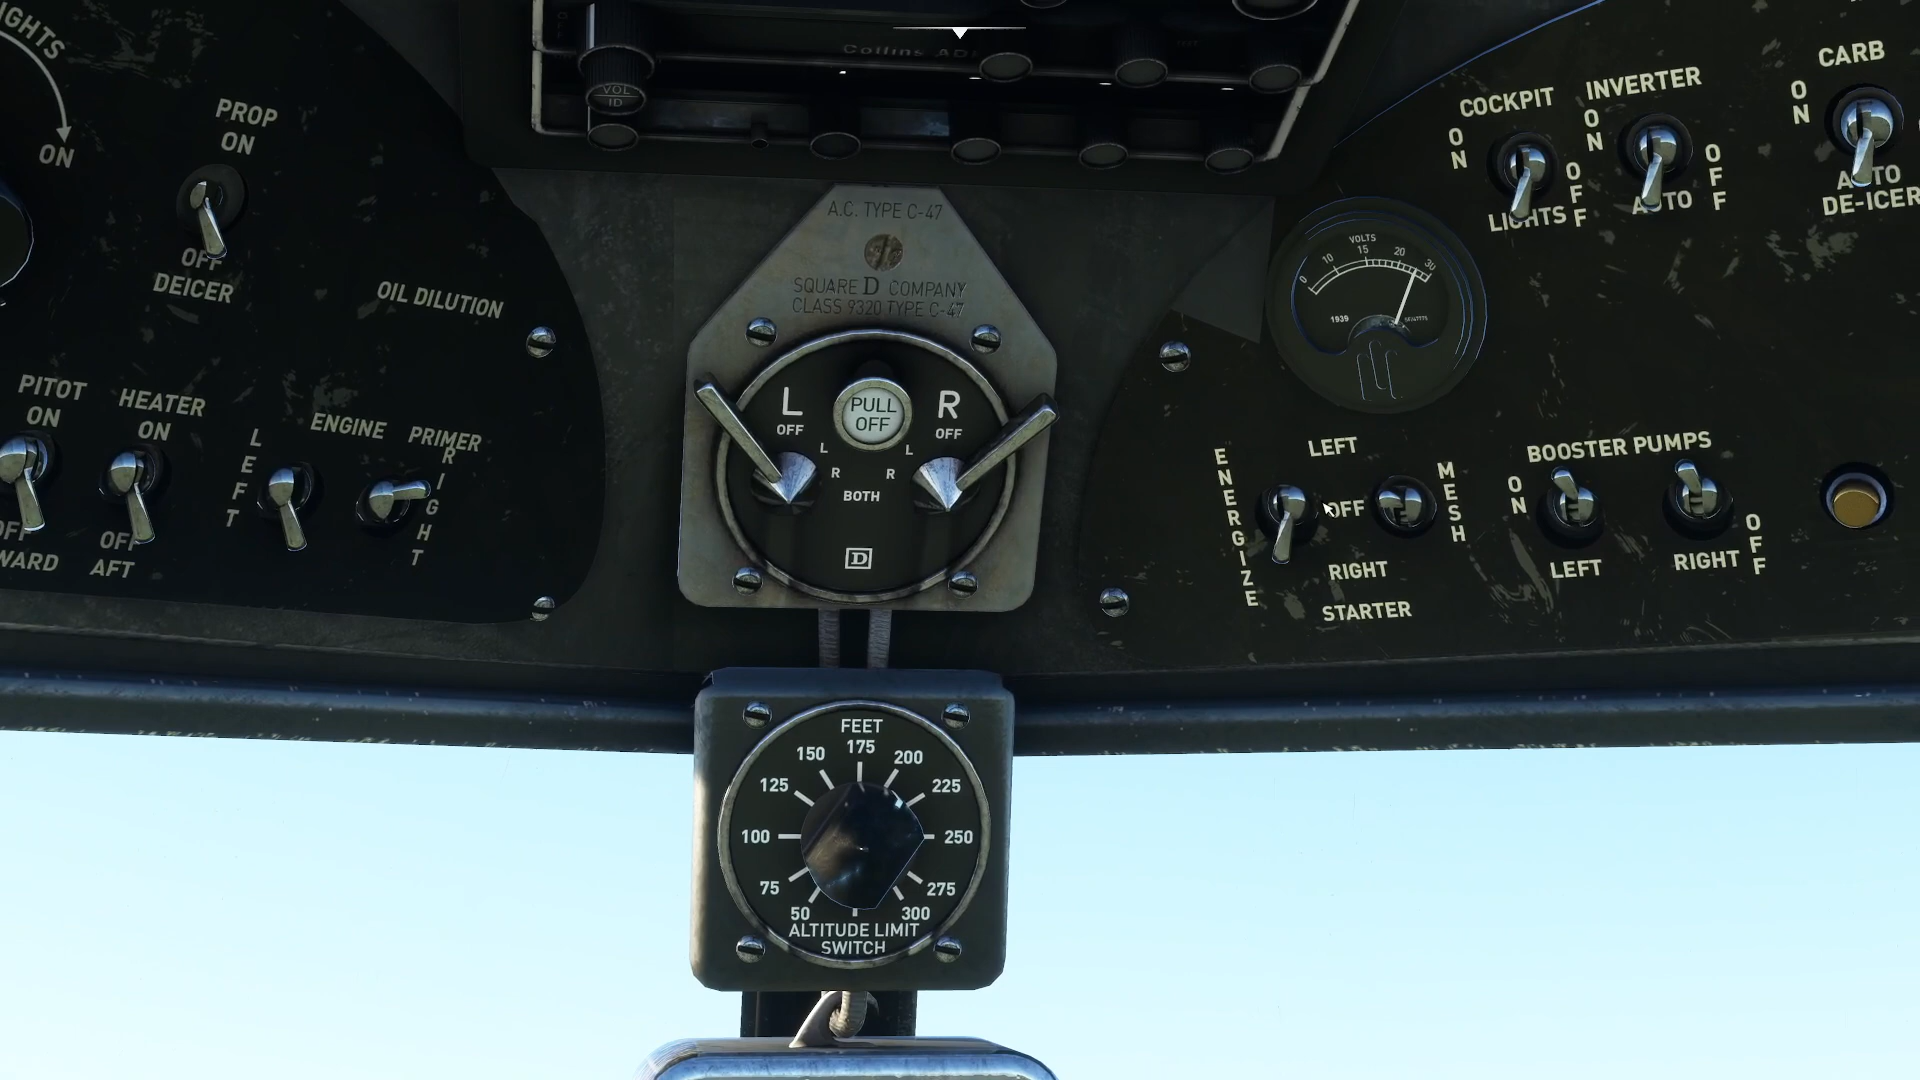 IGHTS
ON
PROP
ON
OFF
DEICER
OIL DILUTION
PITOT
ON
HEATER
ON
LEFT
ENGINE PRIMER
RIGHT
OFF
WARD
OFF
AFT
VOL
ID
Collins AD
A.C. TYPE C-47
SQUARE D COMPANY
CLASS 9320 TYPE C-47
L
OFF
PULL
OFF
R
OFF
L
R
L
R
BOTH
D
FEET
50
75
100
125
150
175
200
225
250
275
300
ALTITUDE LIMIT
SWITCH
COCKPIT
ON
OFF
LIGHTS
INVERTER
ON
OFF
AUTO
CARB
ON
AUTO
DE-ICER
VOLTS
0 10 15 20 30
1939
ENERGIZE
LEFT
OFF
RIGHT
STARTER
MESH
BOOSTER PUMPS
ON
LEFT
RIGHT
OFF